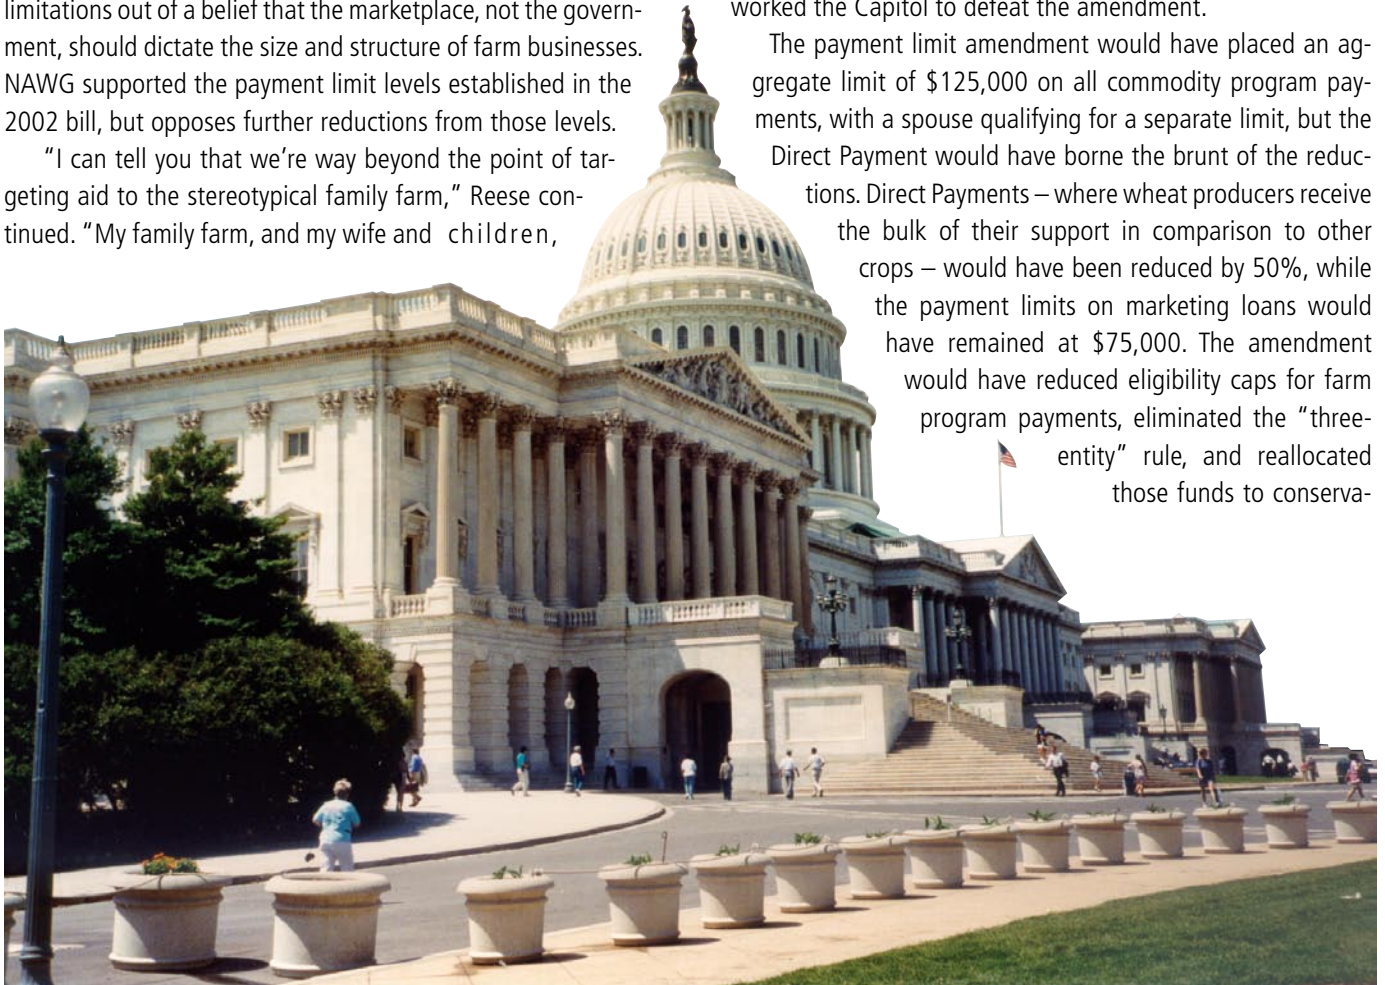 limitations out of a belief that the marketplace, not the govern-
ment, should dictate the size and structure of farm businesses.
NAWG supported the payment limit levels established in the
2002 bill, but opposes further reductions from those levels.
“I can tell you that we’re way beyond the point of tar-
geting aid to the stereotypical family farm,” Reese con-
tinued. “My family farm, and my wife and children,
worked the Capitol to defeat the amendment.
The payment limit amendment would have placed an ag-
gregate limit of $125,000 on all commodity program pay-
ments, with a spouse qualifying for a separate limit, but the
Direct Payment would have borne the brunt of the reduc-
tions. Direct Payments – where wheat producers receive
the bulk of their support in comparison to other
crops – would have been reduced by 50%, while
the payment limits on marketing loans would
have remained at $75,000. The amendment
would have reduced eligibility caps for farm
program payments, eliminated the “three-
entity” rule, and reallocated
those funds to conserva-